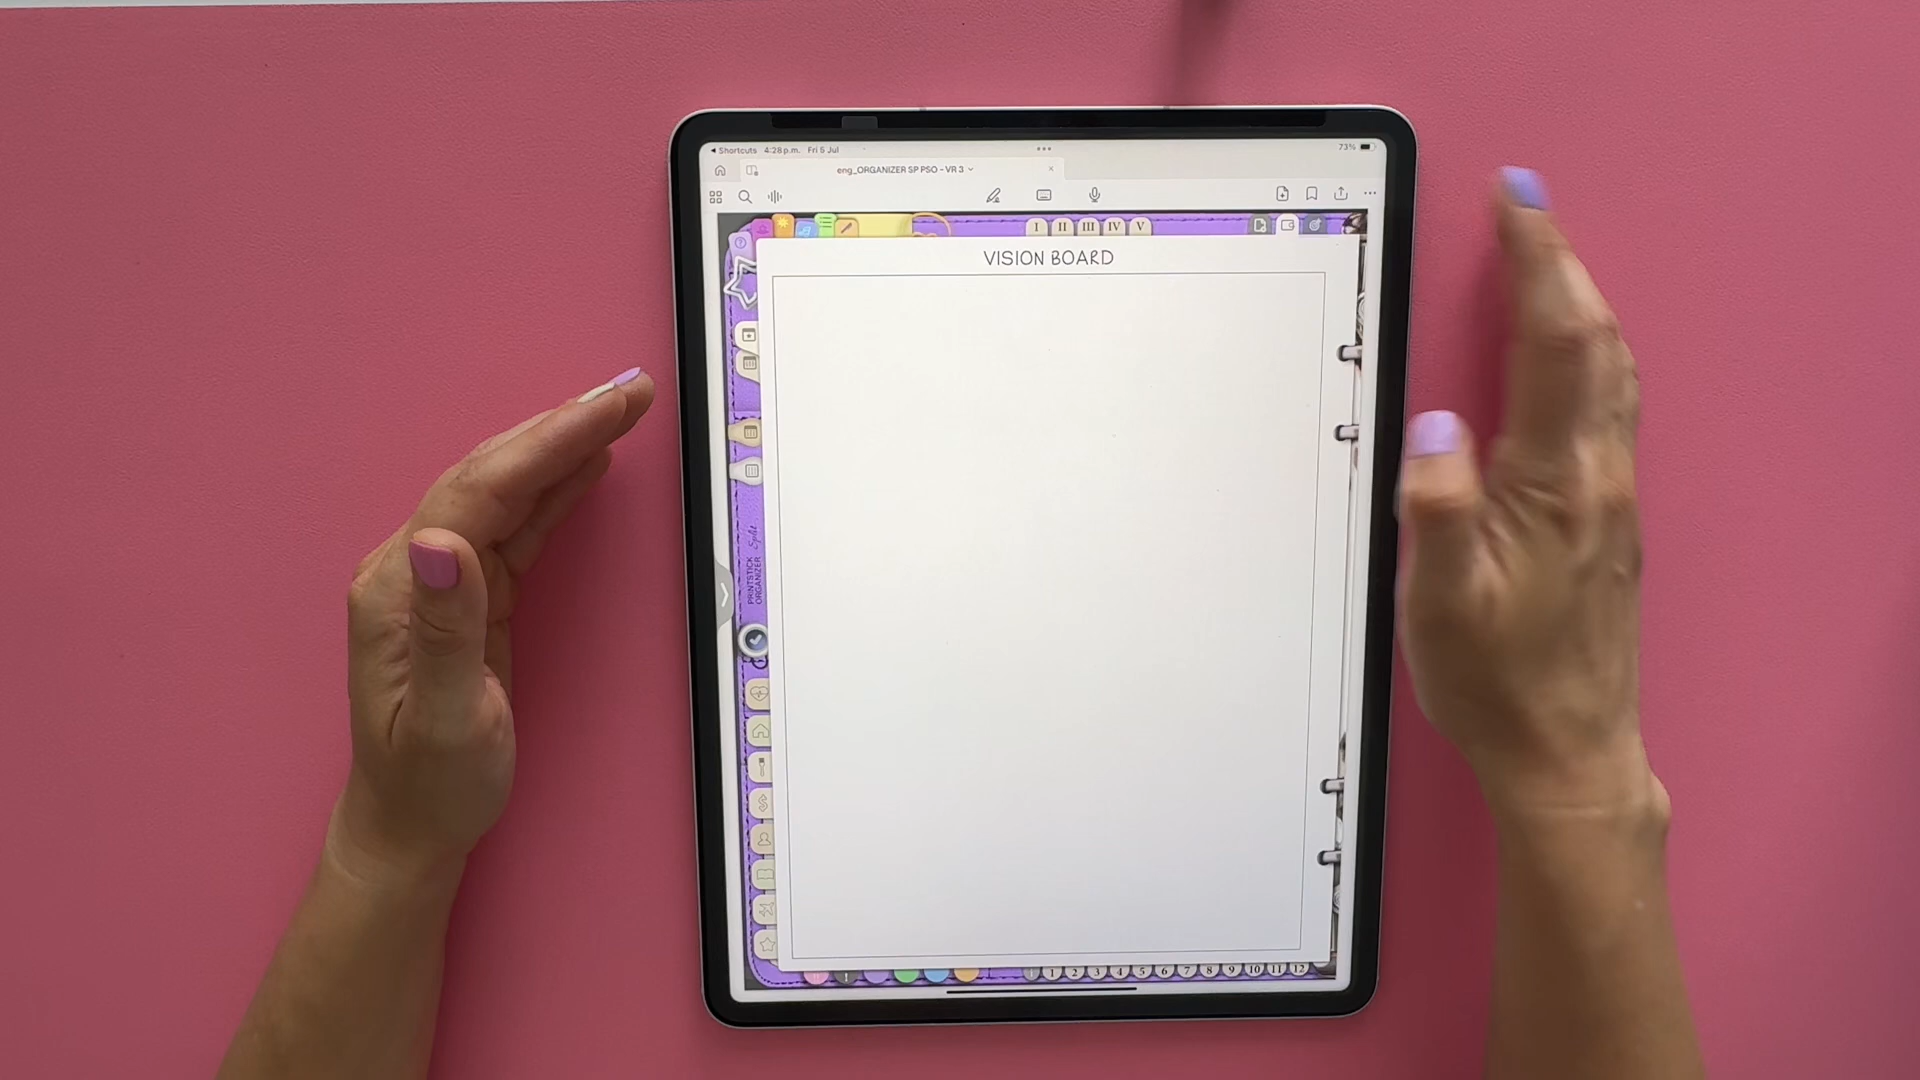 Shortcuts 4:28 p.m. Fri 5 Jul
73%
eng_ORGANIZER SP PSO - VR 3
I II III IV V
VISION BOARD
PRINTSTICK
ORGANIZER
Split
1 2 3 4 5 6 7 8 9 10 11 12